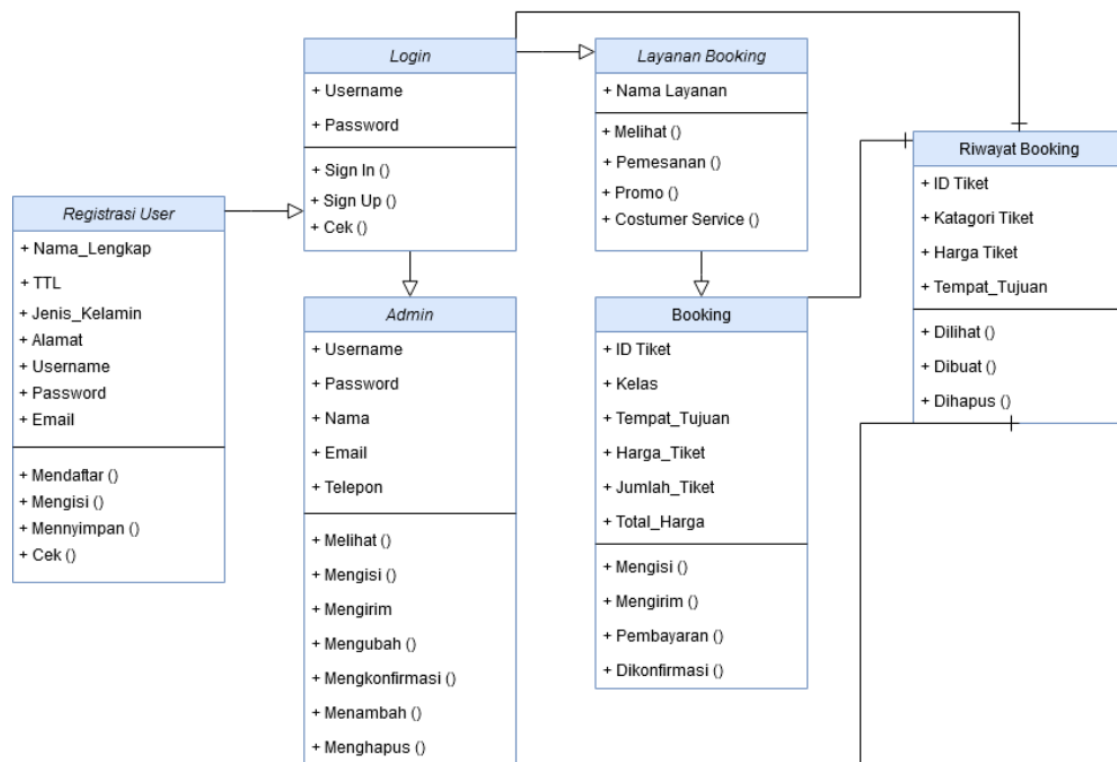 Login
+ Username
+ Password
+ Sign In ()
+ Sign Up ()
+ Cek ()
Layanan Booking
+ Nama Layanan
+ Melihat ()
+ Pemesanan ()
+ Promo ()
+ Costumer Service ()
Riwayat Booking
+ ID Tiket
+ Katagori Tiket
+ Harga Tiket
+ Tempat_Tujuan
+ Dilihat ()
+ Dibuat ()
+ Dihapus ()
Registrasi User
+ Nama_Lengkap
+ TTL
+ Jenis_Kelamin
+ Alamat
+ Username
+ Password
+ Email
+ Mendaftar ()
+ Mengisi ()
+ Mennyimpan ()
+ Cek ()
Admin
+ Username
+ Password
+ Nama
+ Email
+ Telepon
+ Melihat ()
+ Mengisi ()
+ Mengirim
+ Mengubah ()
+ Mengkonfirmasi ()
+ Menambah ()
+ Menghapus ()
Booking
+ ID Tiket
+ Kelas
+ Tempat_Tujuan
+ Harga_Tiket
+ Jumlah_Tiket
+ Total_Harga
+ Mengisi ()
+ Mengirim ()
+ Pembayaran ()
+ Dikonfirmasi ()